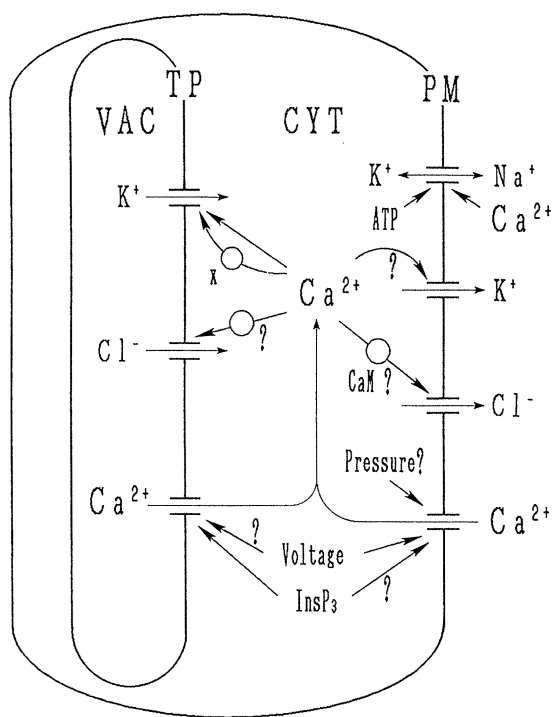 TP
PM
VAC
CYT
K⁺
K⁺
Na⁺
ATP
Ca²⁺
x
Ca²⁺
?
K⁺
Cl⁻
?
CaM ?
Cl⁻
Pressure?
Ca²⁺
Ca²⁺
?
Voltage
InsP₃
?